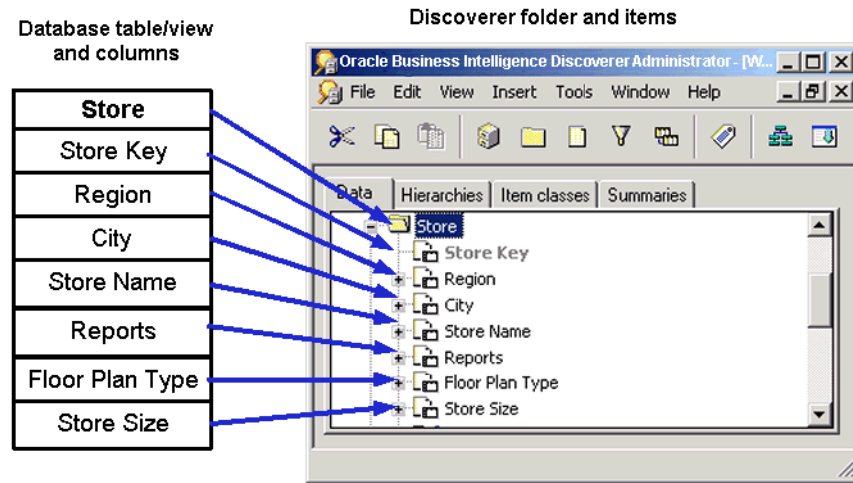 Database table/view
and columns
Discoverer folder and items
Store
Store Key
Region
City
Store Name
Reports
Floor Plan Type
Store Size
Oracle Business Intelligence Discoverer Administrator - [W...
File Edit View Insert Tools Window Help
Data Hierarchies Item classes Summaries
Store
Store Key
Region
City
Store Name
Reports
Floor Plan Type
Store Size